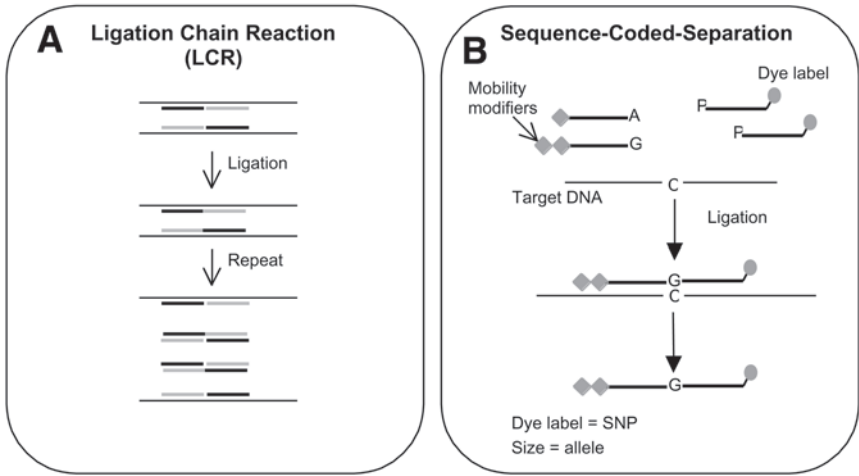 A
Ligation Chain Reaction
(LCR)
Ligation
Repeat
B
Sequence-Coded-Separation
Dye label
Mobility
modifiers
A
G
P
P
C
Target DNA
Ligation
G
C
G
Dye label = SNP
Size = allele